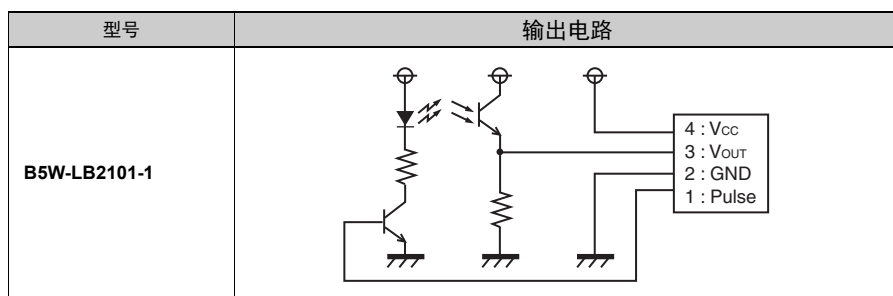 型号
输出电路
B5W-LB2101-1
4 : Vcc
3 : VOUT
2 : GND
1 : Pulse